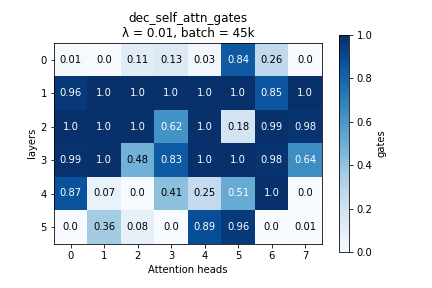 dec_self_attn_gates
λ = 0.01, batch = 45k
0 0.01 0.0 0.11 0.13 0.03 0.84 0.26 0.0
1 0.96 1.0 1.0 1.0 1.0 1.0 0.85 1.0
2 1.0 1.0 1.0 0.62 1.0 0.18 0.99 0.98
3 0.99 1.0 0.48 0.83 1.0 1.0 0.98 0.64
4 0.87 0.07 0.0 0.41 0.25 0.51 1.0 0.0
5 0.0 0.36 0.08 0.0 0.89 0.96 0.0 0.01
0 1 2 3 4 5 6 7
Attention heads
layers
1.0
0.8
0.6
0.4
0.2
0.0
gates